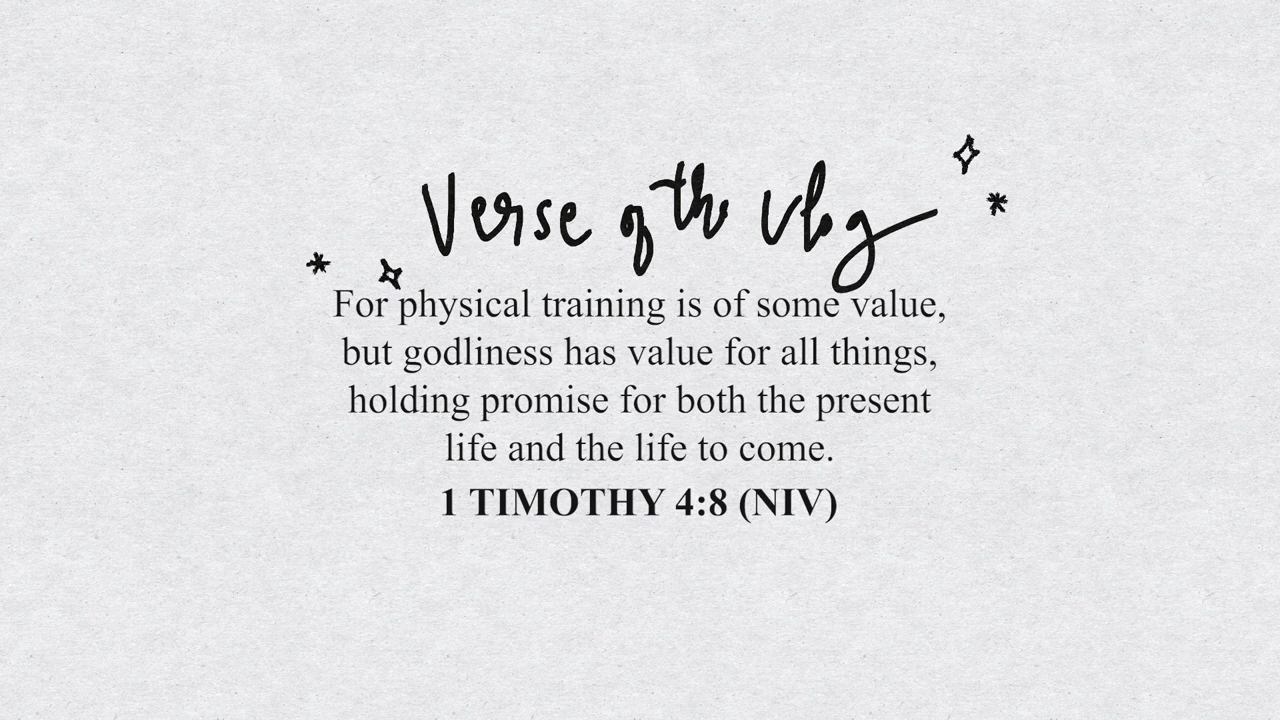 Verse of the Vlog
For physical training is of some value,
but godliness has value for all things,
holding promise for both the present
life and the life to come.
1 TIMOTHY 4:8 (NIV)